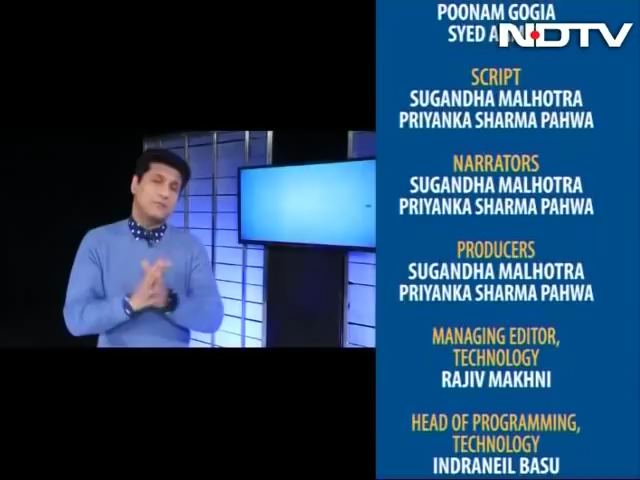 POONAM GOGIA
SYED
NDTV
SCRIPT
SUGANDHA MALHOTRA
PRIYANKA SHARMA PAHWA
NARRATORS
SUGANDHA MALHOTRA
PRIYANKA SHARMA PAHWA
PRODUCERS
SUGANDHA MALHOTRA
PRIYANKA SHARMA PAHWA
MANAGING EDITOR,
TECHNOLOGY
RAJIV MAKHNI
HEAD OF PROGRAMMING,
TECHNOLOGY
INDRANEIL BASU